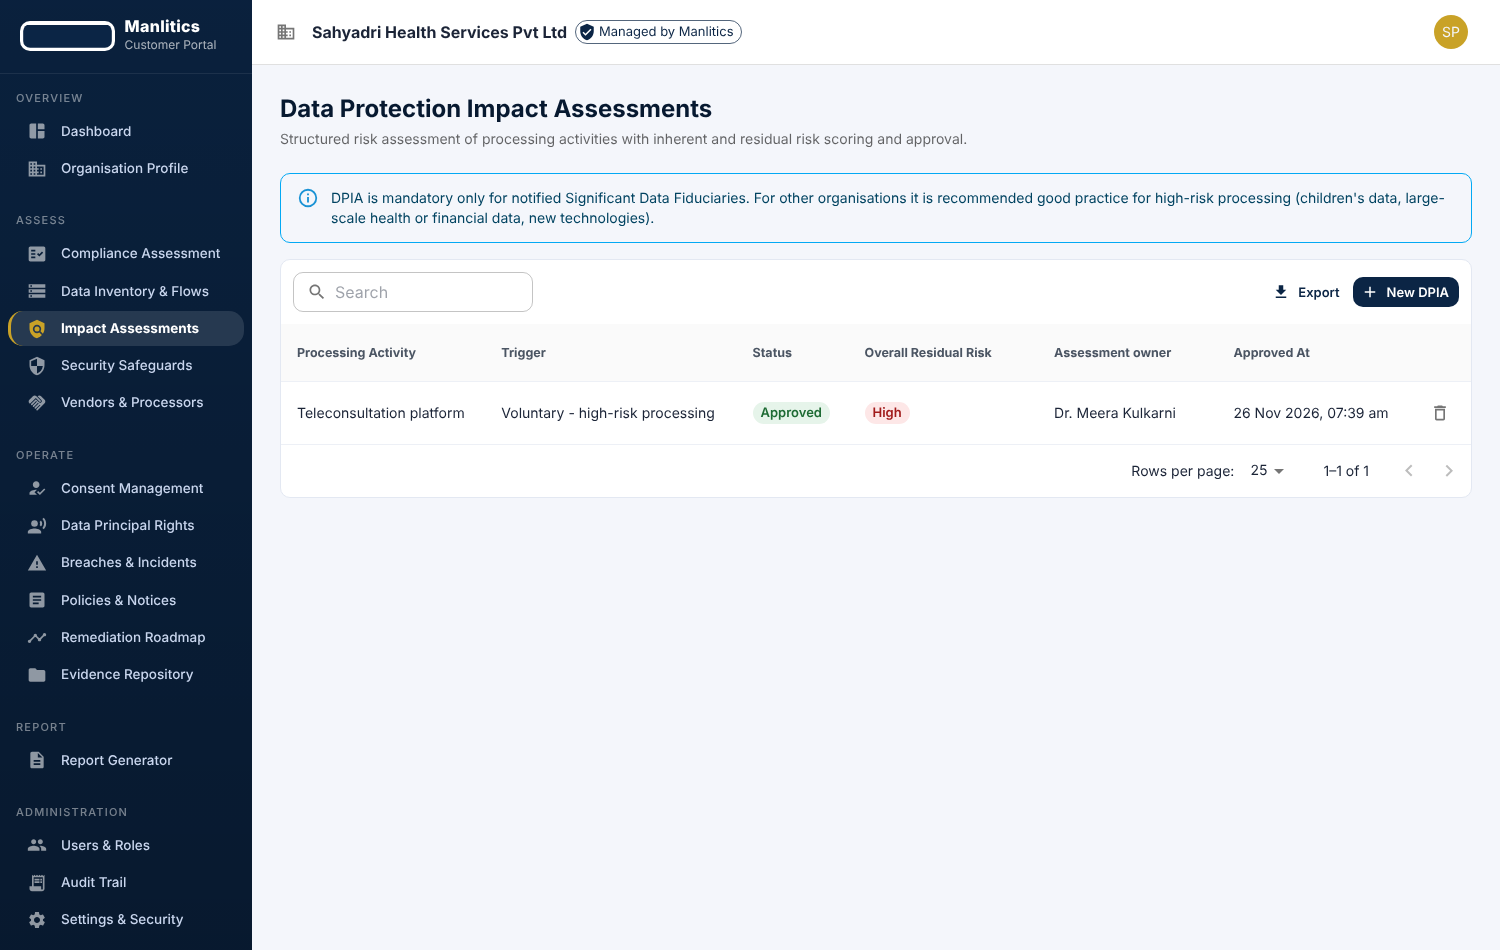 Manlitics
Customer Portal
Sahyadri Health Services Pvt Ltd
Managed by Manlitics
SP
OVERVIEW
Dashboard
Organisation Profile
ASSESS
Compliance Assessment
Data Inventory & Flows
Impact Assessments
Security Safeguards
Vendors & Processors
OPERATE
Consent Management
Data Principal Rights
Breaches & Incidents
Policies & Notices
Remediation Roadmap
Evidence Repository
REPORT
Report Generator
ADMINISTRATION
Users & Roles
Audit Trail
Settings & Security
Data Protection Impact Assessments
Structured risk assessment of processing activities with inherent and residual risk scoring and approval.
DPIA is mandatory only for notified Significant Data Fiduciaries. For other organisations it is recommended good practice for high-risk processing (children's data, large-
scale health or financial data, new technologies).
Search
Export
New DPIA
Processing Activity Trigger Status Overall Residual Risk Assessment owner Approved At
Teleconsultation platform Voluntary - high-risk processing Approved High Dr. Meera Kulkarni 26 Nov 2026, 07:39 am
Rows per page: 25 1–1 of 1